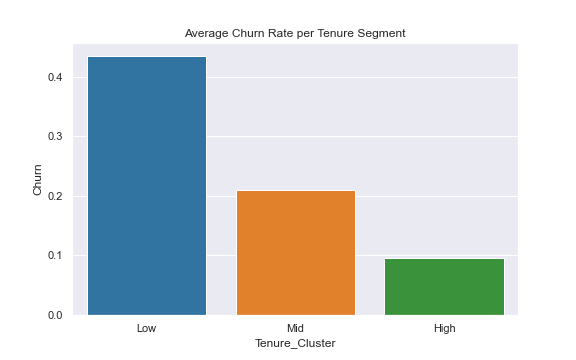 Average Churn Rate per Tenure Segment
0.4
0.3
0.2
0.1
0.0
Churn
Low
Mid
High
Tenure_Cluster